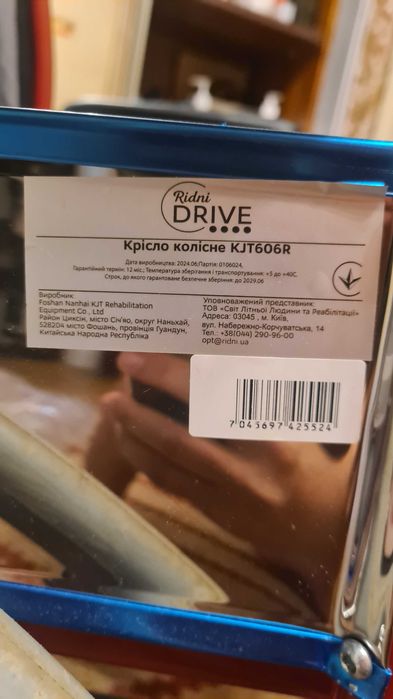 Ridni
DRIVE
Крісло колісне KJT606R
Дата виробництва: 2024.06/Партія: 0106024,
Гарантійний термін: 12 міс.; Температура зберігання і транспортування: +5 до +40С.
Строк, до якого гарантоване безпечне зберігання: до 2029.06
Виробник
Foshan Nanhai KJT Rehabilitation
Equipment Co., Ltd
Район Циксін, місто Січ'яо, округ Наньхай,
528204 місто Фошань, провінція Гуандун,
Китайська Народна Республіка
Уповноважений представник:
ТОВ «Світ Літньої Людини та Реабілітації»
Адреса: 03045 , м. Київ,
вул. Набережно-Корчуватська, 14
Тел.: +38(044) 290-96-00
opt@ridni.ua
7 045697 425524